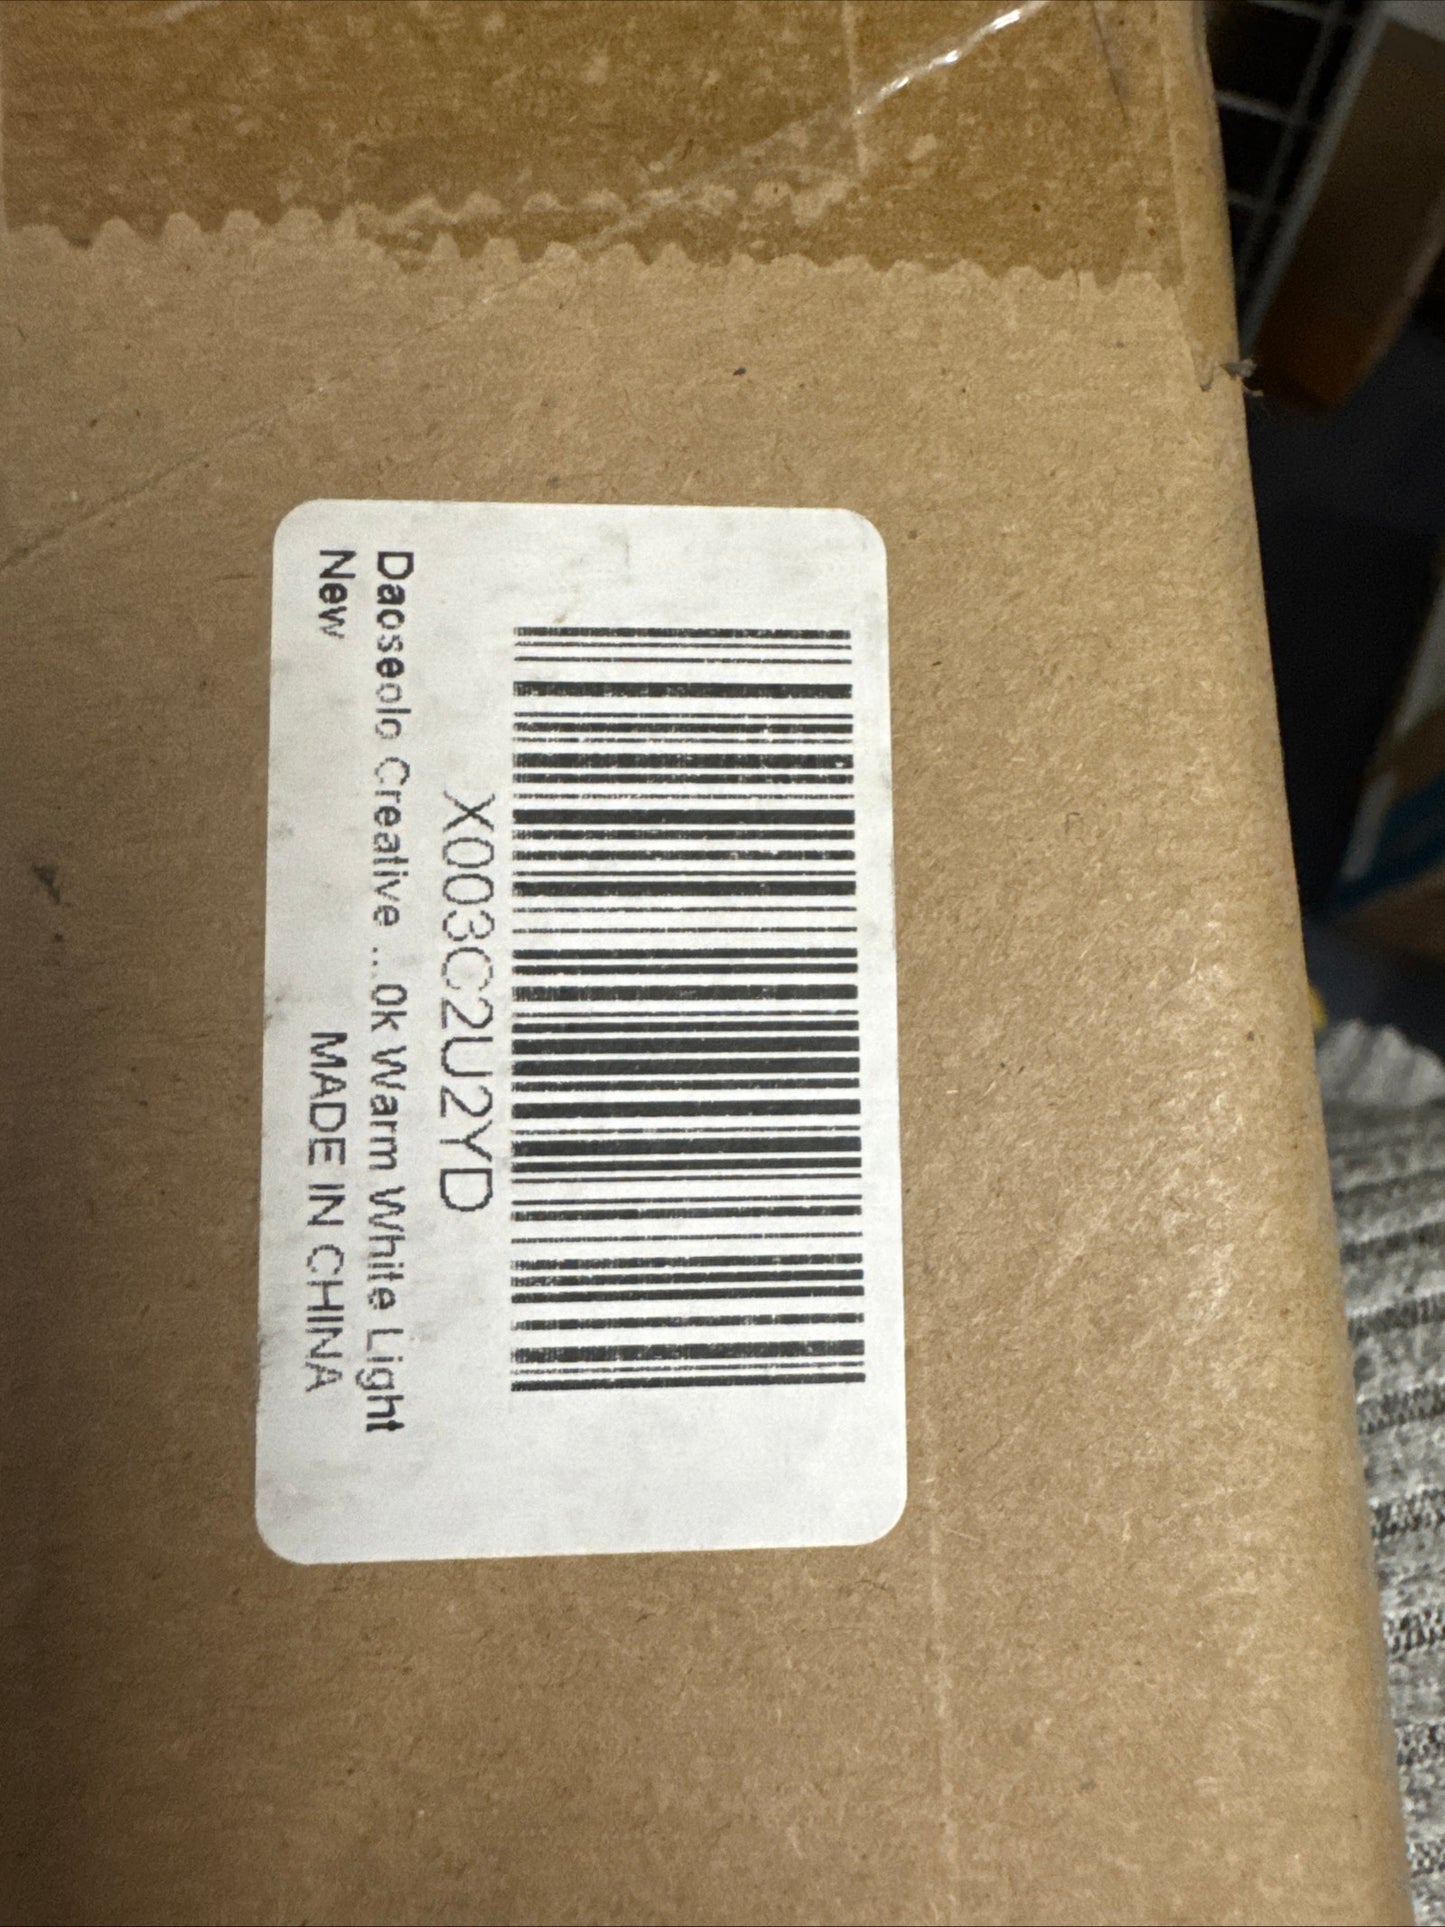 X003C2U2YD
Daoseolo Creative ...0k Warm White Light
New
MADE IN CHINA